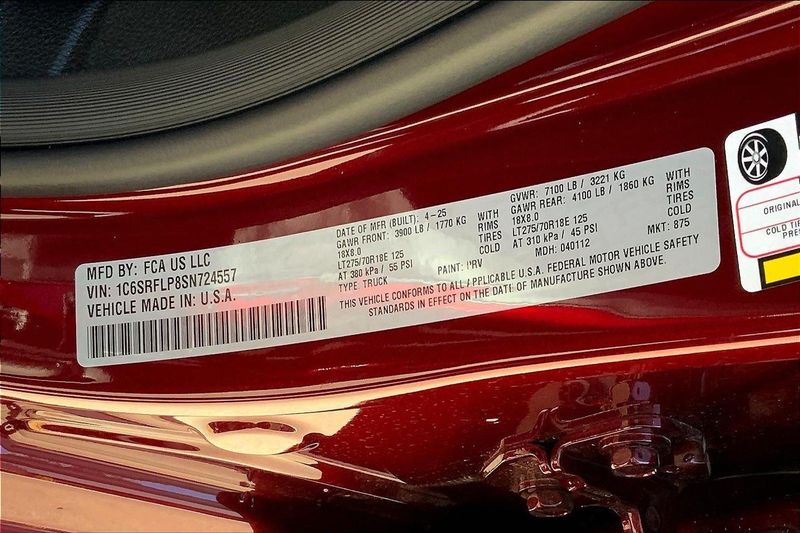 MFD BY: FCA US LLC
VIN: 1C6SRFLP8SN724557
VEHICLE MADE IN: U.S.A.
DATE OF MFR (BUILT): 4-25
GAWR FRONT: 3900 LB / 1770 KG WITH
18X8.0 RIMS
LT275/70R18E 125 TIRES
AT 380 kPa / 55 PSI COLD
TYPE: TRUCK PAINT: PRV
GVWR: 7100 LB / 3221 KG
GAWR REAR: 4100 LB / 1860 KG WITH
18X8.0 RIMS
LT275/70R18E 125 TIRES
AT 310 kPa / 45 PSI COLD
MDH: 040112 MKT: 875
THIS VEHICLE CONFORMS TO ALL APPLICABLE U.S.A. FEDERAL MOTOR VEHICLE SAFETY
STANDARDS IN EFFECT ON THE DATE OF MANUFACTURE SHOWN ABOVE.
ORIGINAL
COLD